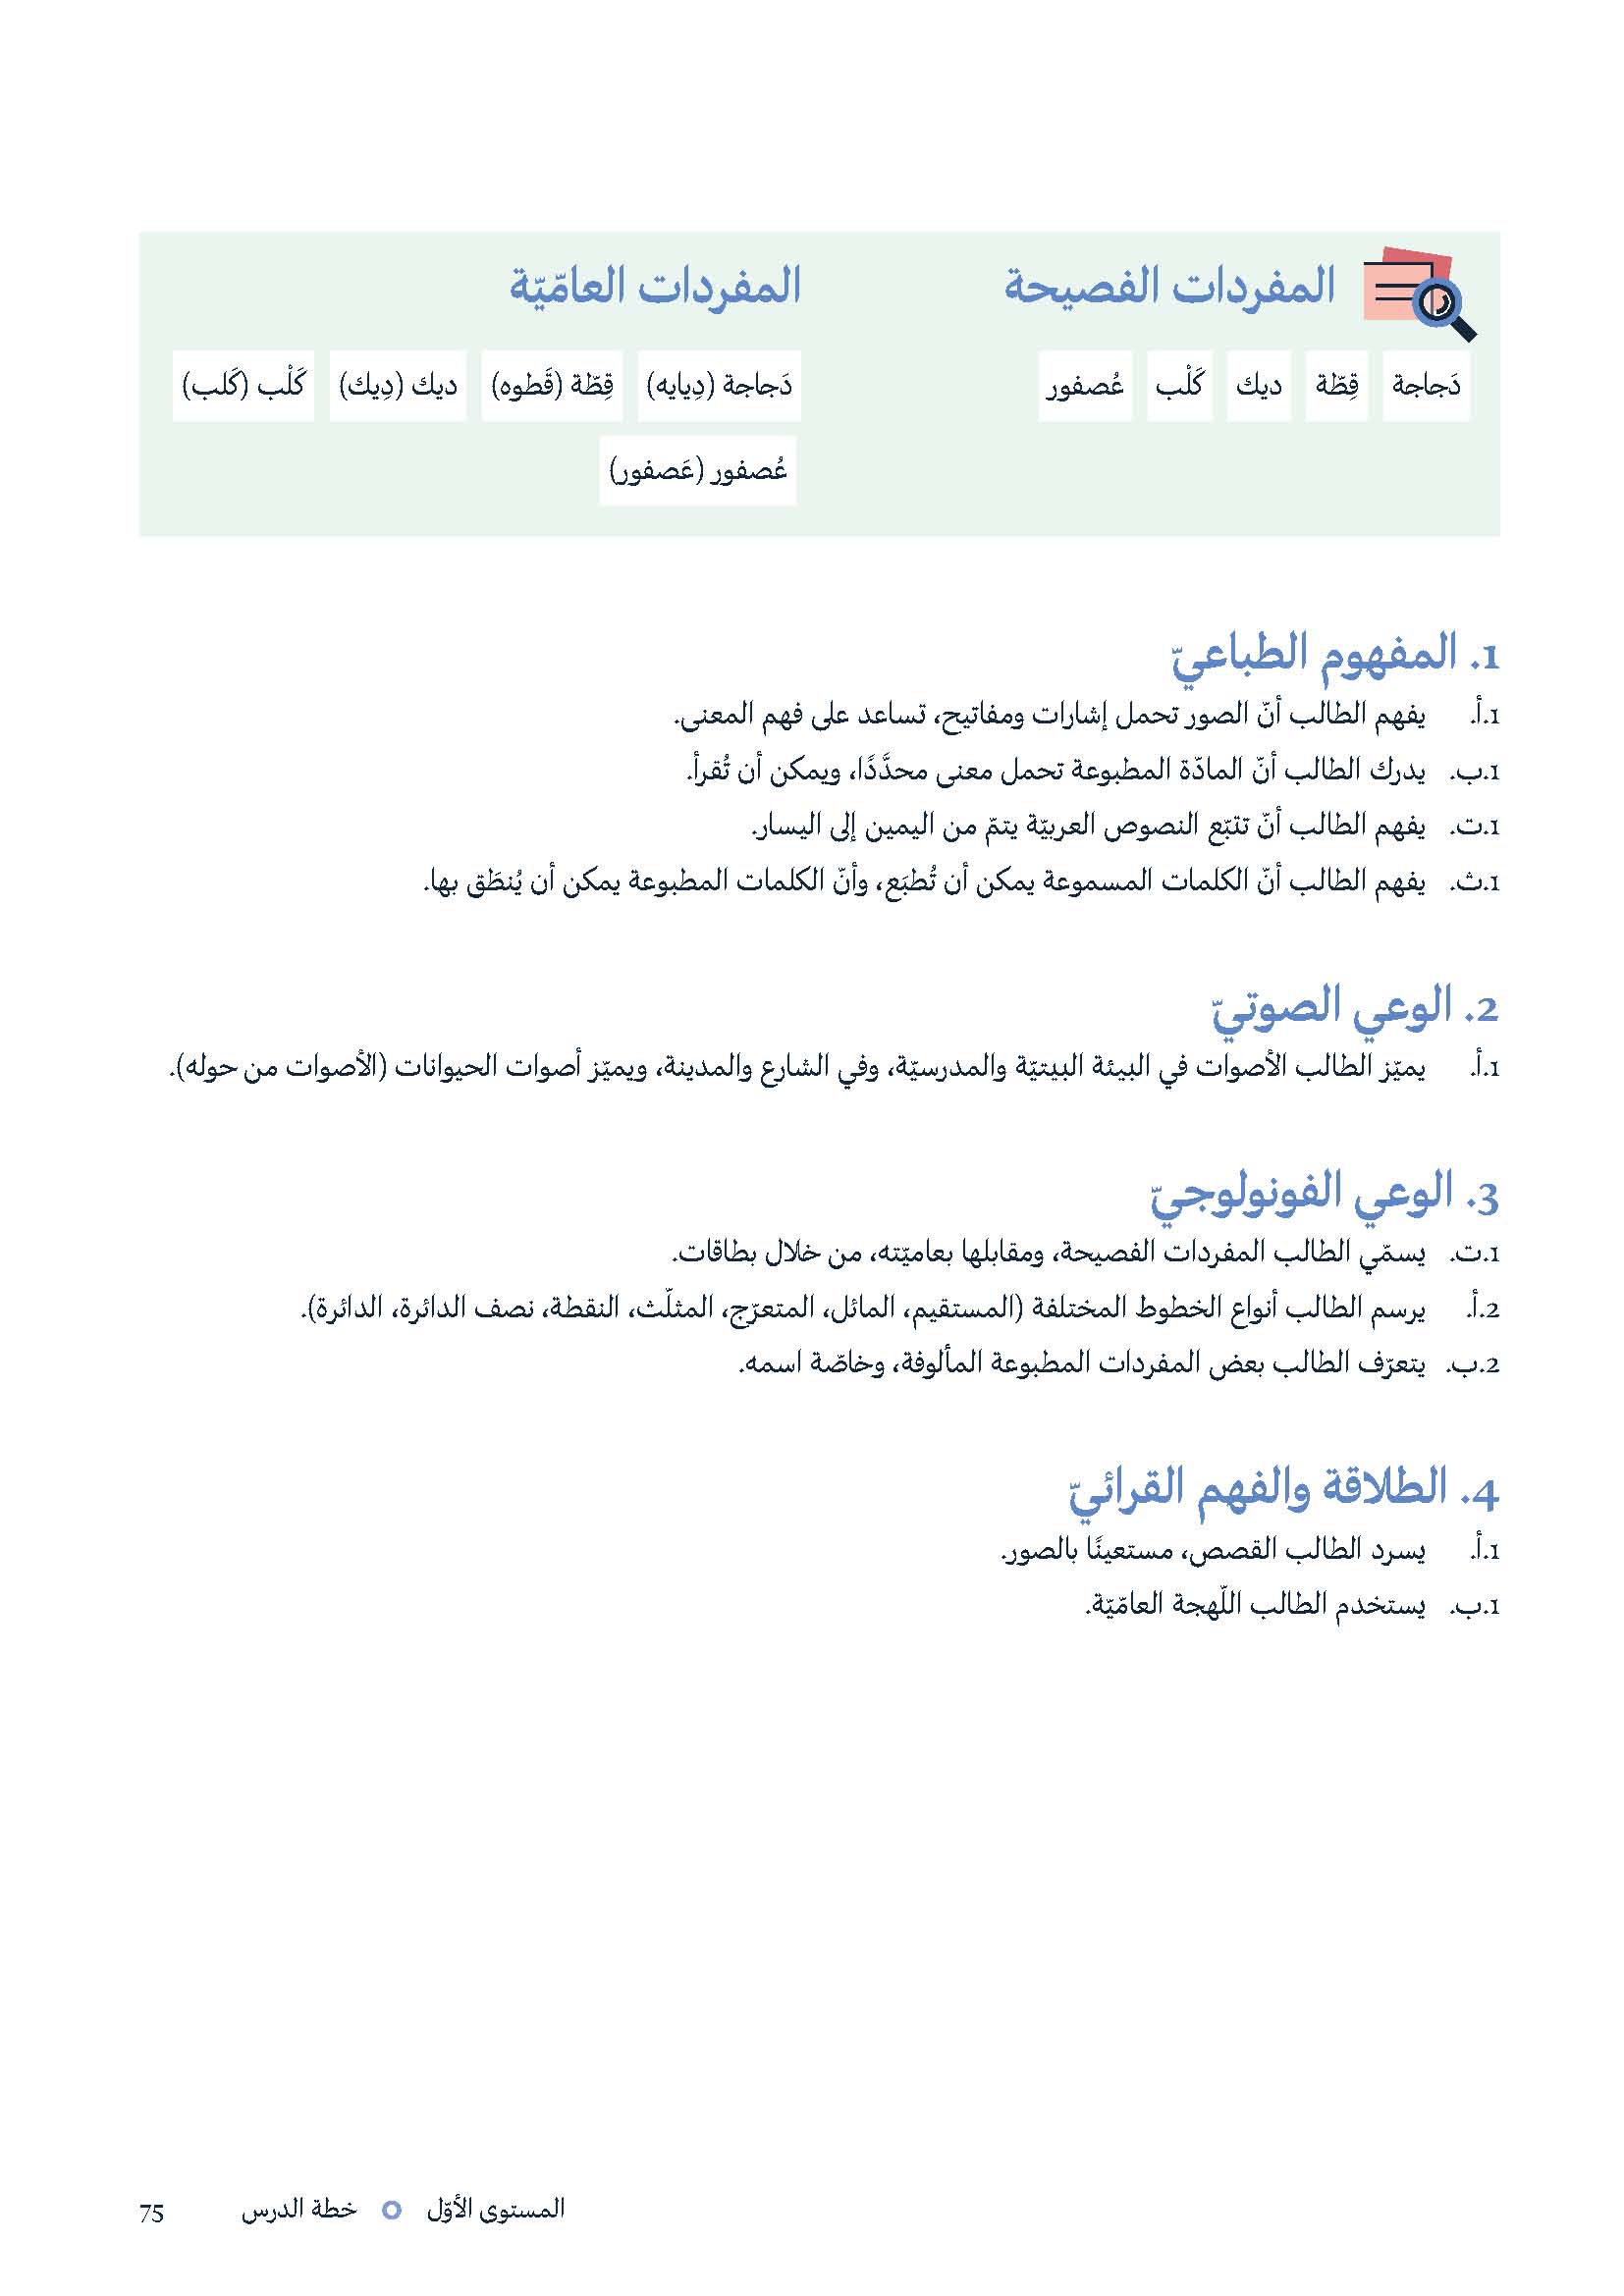 المفردات الفصيحة
دَجاجة قِطّة ديك كَلْب عُصفور
المفردات العامّيّة
دَجاجة (دِيايه) قِطّة (قَطوه) ديك (دِيك) كَلْب (كَلب)
عُصفور (عَصفور)
1. المفهوم الطباعيّ
1.أ. يفهم الطالب أنّ الصور تحمل إشارات ومفاتيح، تساعد على فهم المعنى.
1.ب. يدرك الطالب أنّ المادّة المطبوعة تحمل معنى محدَّدًا، ويمكن أن تُقرأ.
1.ت. يفهم الطالب أنّ تتبّع النصوص العربيّة يتمّ من اليمين إلى اليسار.
1.ث. يفهم الطالب أنّ الكلمات المسموعة يمكن أن تُطبَع، وأنّ الكلمات المطبوعة يمكن أن يُنطَق بها.
2. الوعي الصوتيّ
1.أ. يميّز الطالب الأصوات في البيئة البيتيّة والمدرسيّة، وفي الشارع والمدينة، ويميّز أصوات الحيوانات (الأصوات من حوله).
3. الوعي الفونولوجيّ
1.ت. يسمّي الطالب المفردات الفصيحة، ومقابلها بعاميّته، من خلال بطاقات.
2.أ. يرسم الطالب أنواع الخطوط المختلفة (المستقيم، المائل، المتعرّج، المثلّث، النقطة، نصف الدائرة، الدائرة).
2.ب. يتعرّف الطالب بعض المفردات المطبوعة المألوفة، وخاصّة اسمه.
4. الطلاقة والفهم القرائيّ
1.أ. يسرد الطالب القصص، مستعينًا بالصور.
1.ب. يستخدم الطالب اللّهجة العامّيّة.
المستوى الأوّل خطة الدرس 75